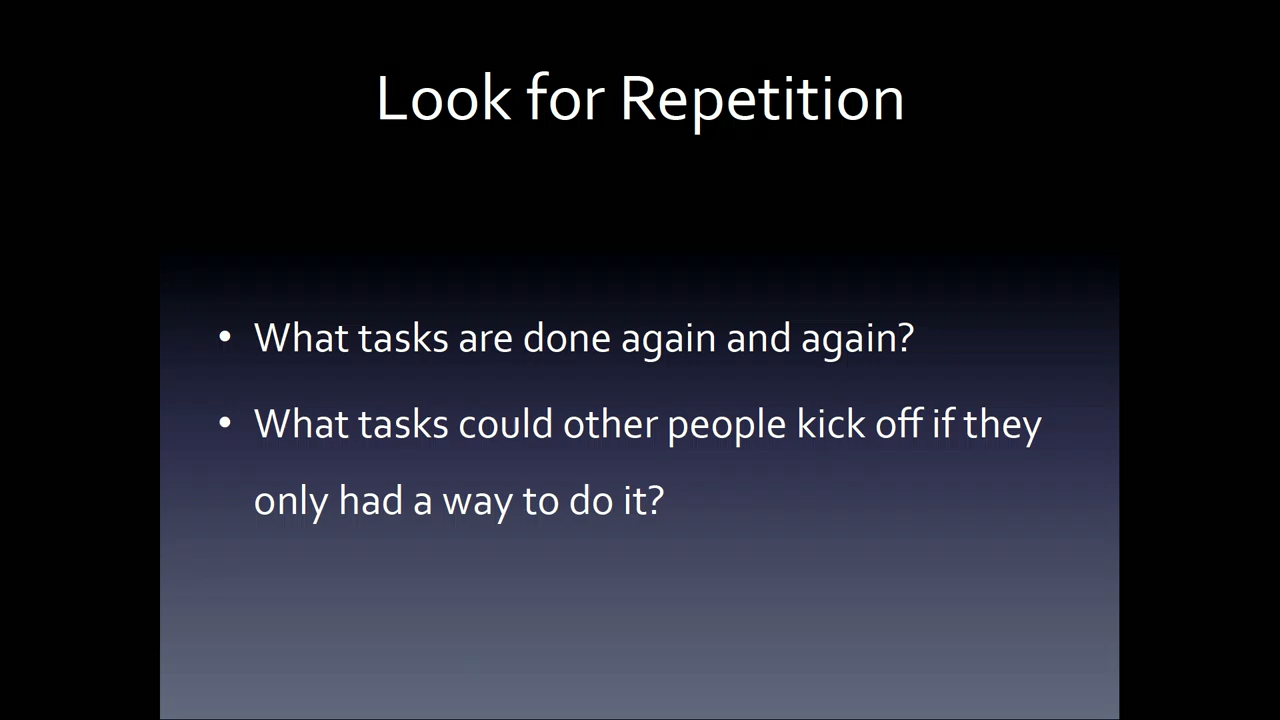 Look for Repetition
• What tasks are done again and again?
• What tasks could other people kick off if they
only had a way to do it?